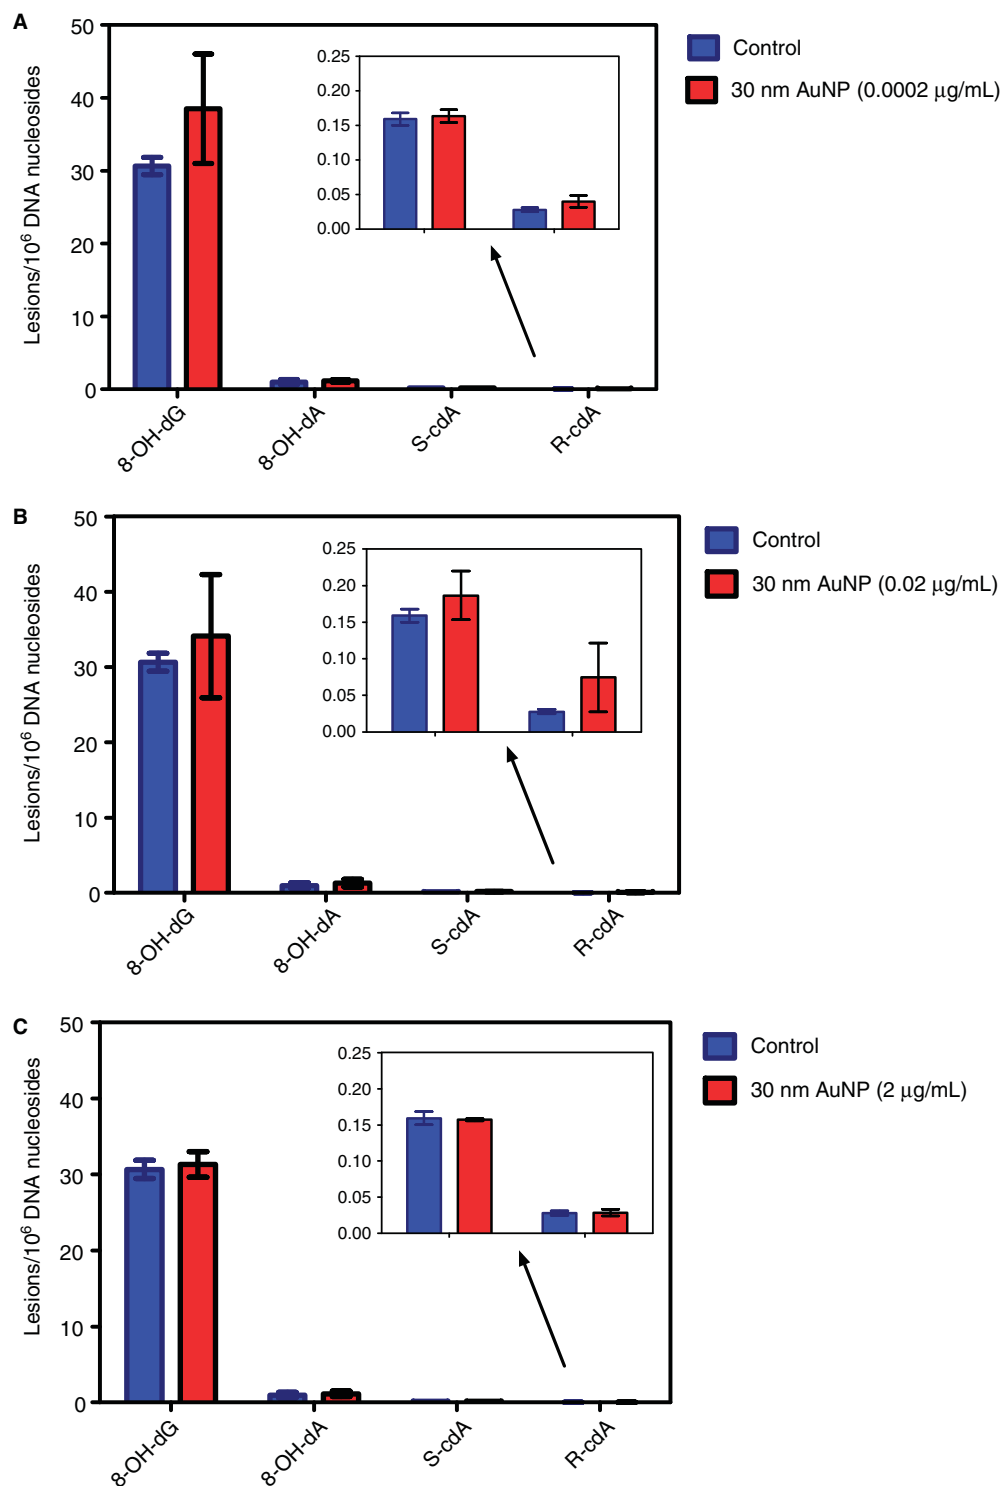 A
Lesions/10⁶ DNA nucleosides
50
40
30
20
10
0
0.25
0.20
0.15
0.10
0.05
0.00
8-OH-dG
8-OH-dA
S-cdA
R-cdA
Control
30 nm AuNP (0.0002 μg/mL)
B
Lesions/10⁶ DNA nucleosides
50
40
30
20
10
0
0.25
0.20
0.15
0.10
0.05
0.00
8-OH-dG
8-OH-dA
S-cdA
R-cdA
Control
30 nm AuNP (0.02 μg/mL)
C
Lesions/10⁶ DNA nucleosides
50
40
30
20
10
0
0.25
0.20
0.15
0.10
0.05
0.00
8-OH-dG
8-OH-dA
S-cdA
R-cdA
Control
30 nm AuNP (2 μg/mL)